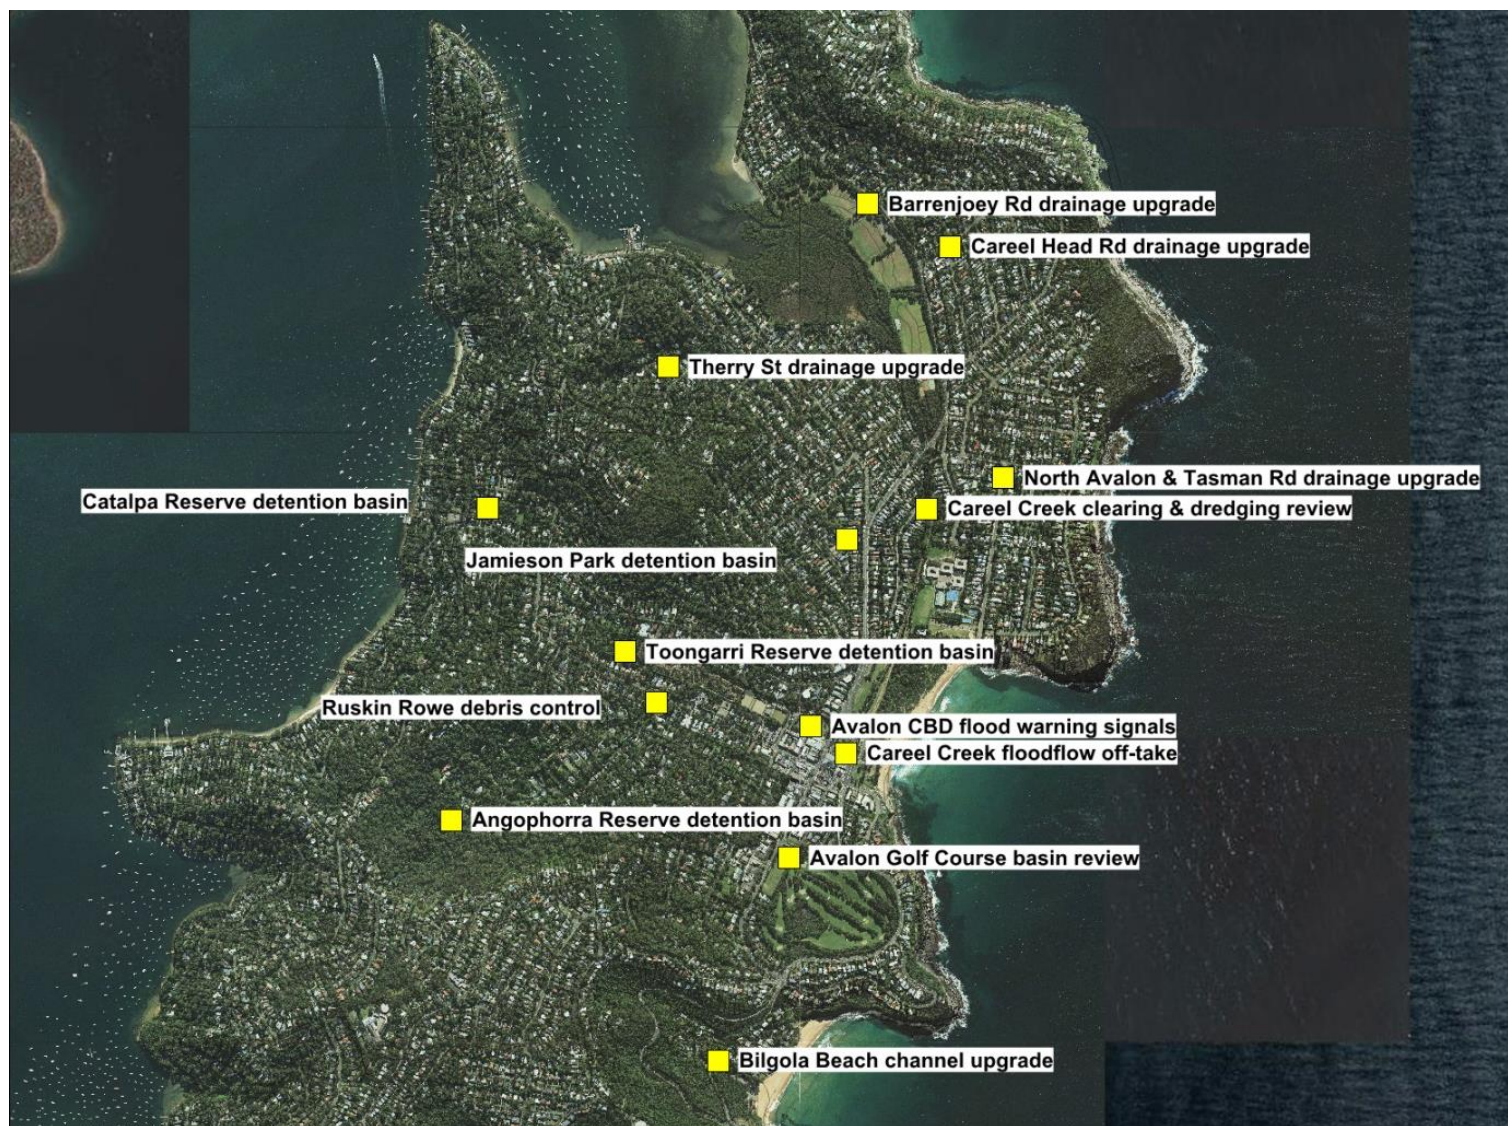 Barrenjoey Rd drainage upgrade
Careel Head Rd drainage upgrade
Therry St drainage upgrade
North Avalon & Tasman Rd drainage upgrade
Catalpa Reserve detention basin
Careel Creek clearing & dredging review
Jamieson Park detention basin
Toongarri Reserve detention basin
Ruskin Rowe debris control
Avalon CBD flood warning signals
Careel Creek floodflow off-take
Angophorra Reserve detention basin
Avalon Golf Course basin review
Bilgola Beach channel upgrade